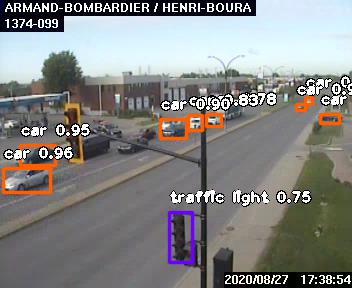 ARMAND-BOMBARDIER / HENRI-BOURA
1374-099
car 0.90
car 0.95
car 0.96
traffic light 0.75
2020/08/27 17:38:54